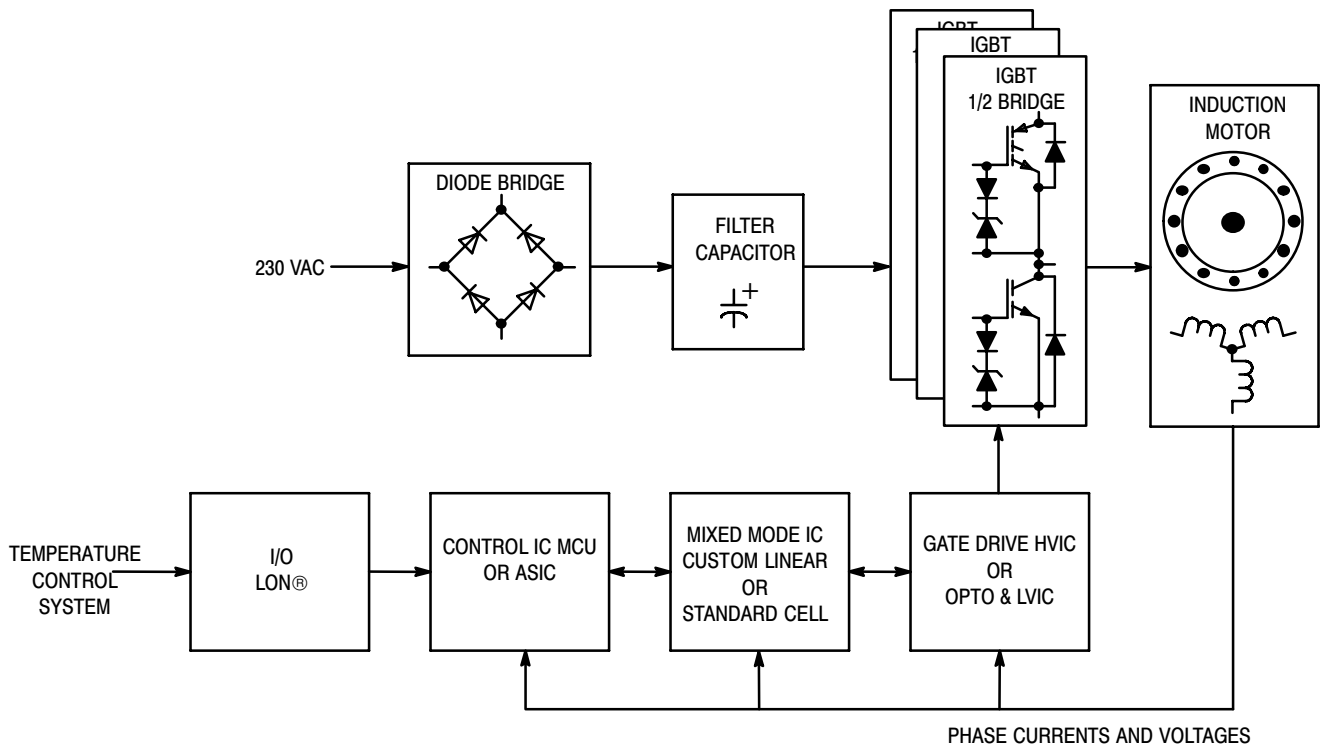 IGBT
IGBT
IGBT
1/2 BRIDGE
INDUCTION
MOTOR
DIODE BRIDGE
FILTER
CAPACITOR
+
230 VAC
TEMPERATURE
CONTROL
SYSTEM
I/O
LON®
CONTROL IC MCU
OR ASIC
MIXED MODE IC
CUSTOM LINEAR
OR
STANDARD CELL
GATE DRIVE HVIC
OR
OPTO & LVIC
PHASE CURRENTS AND VOLTAGES